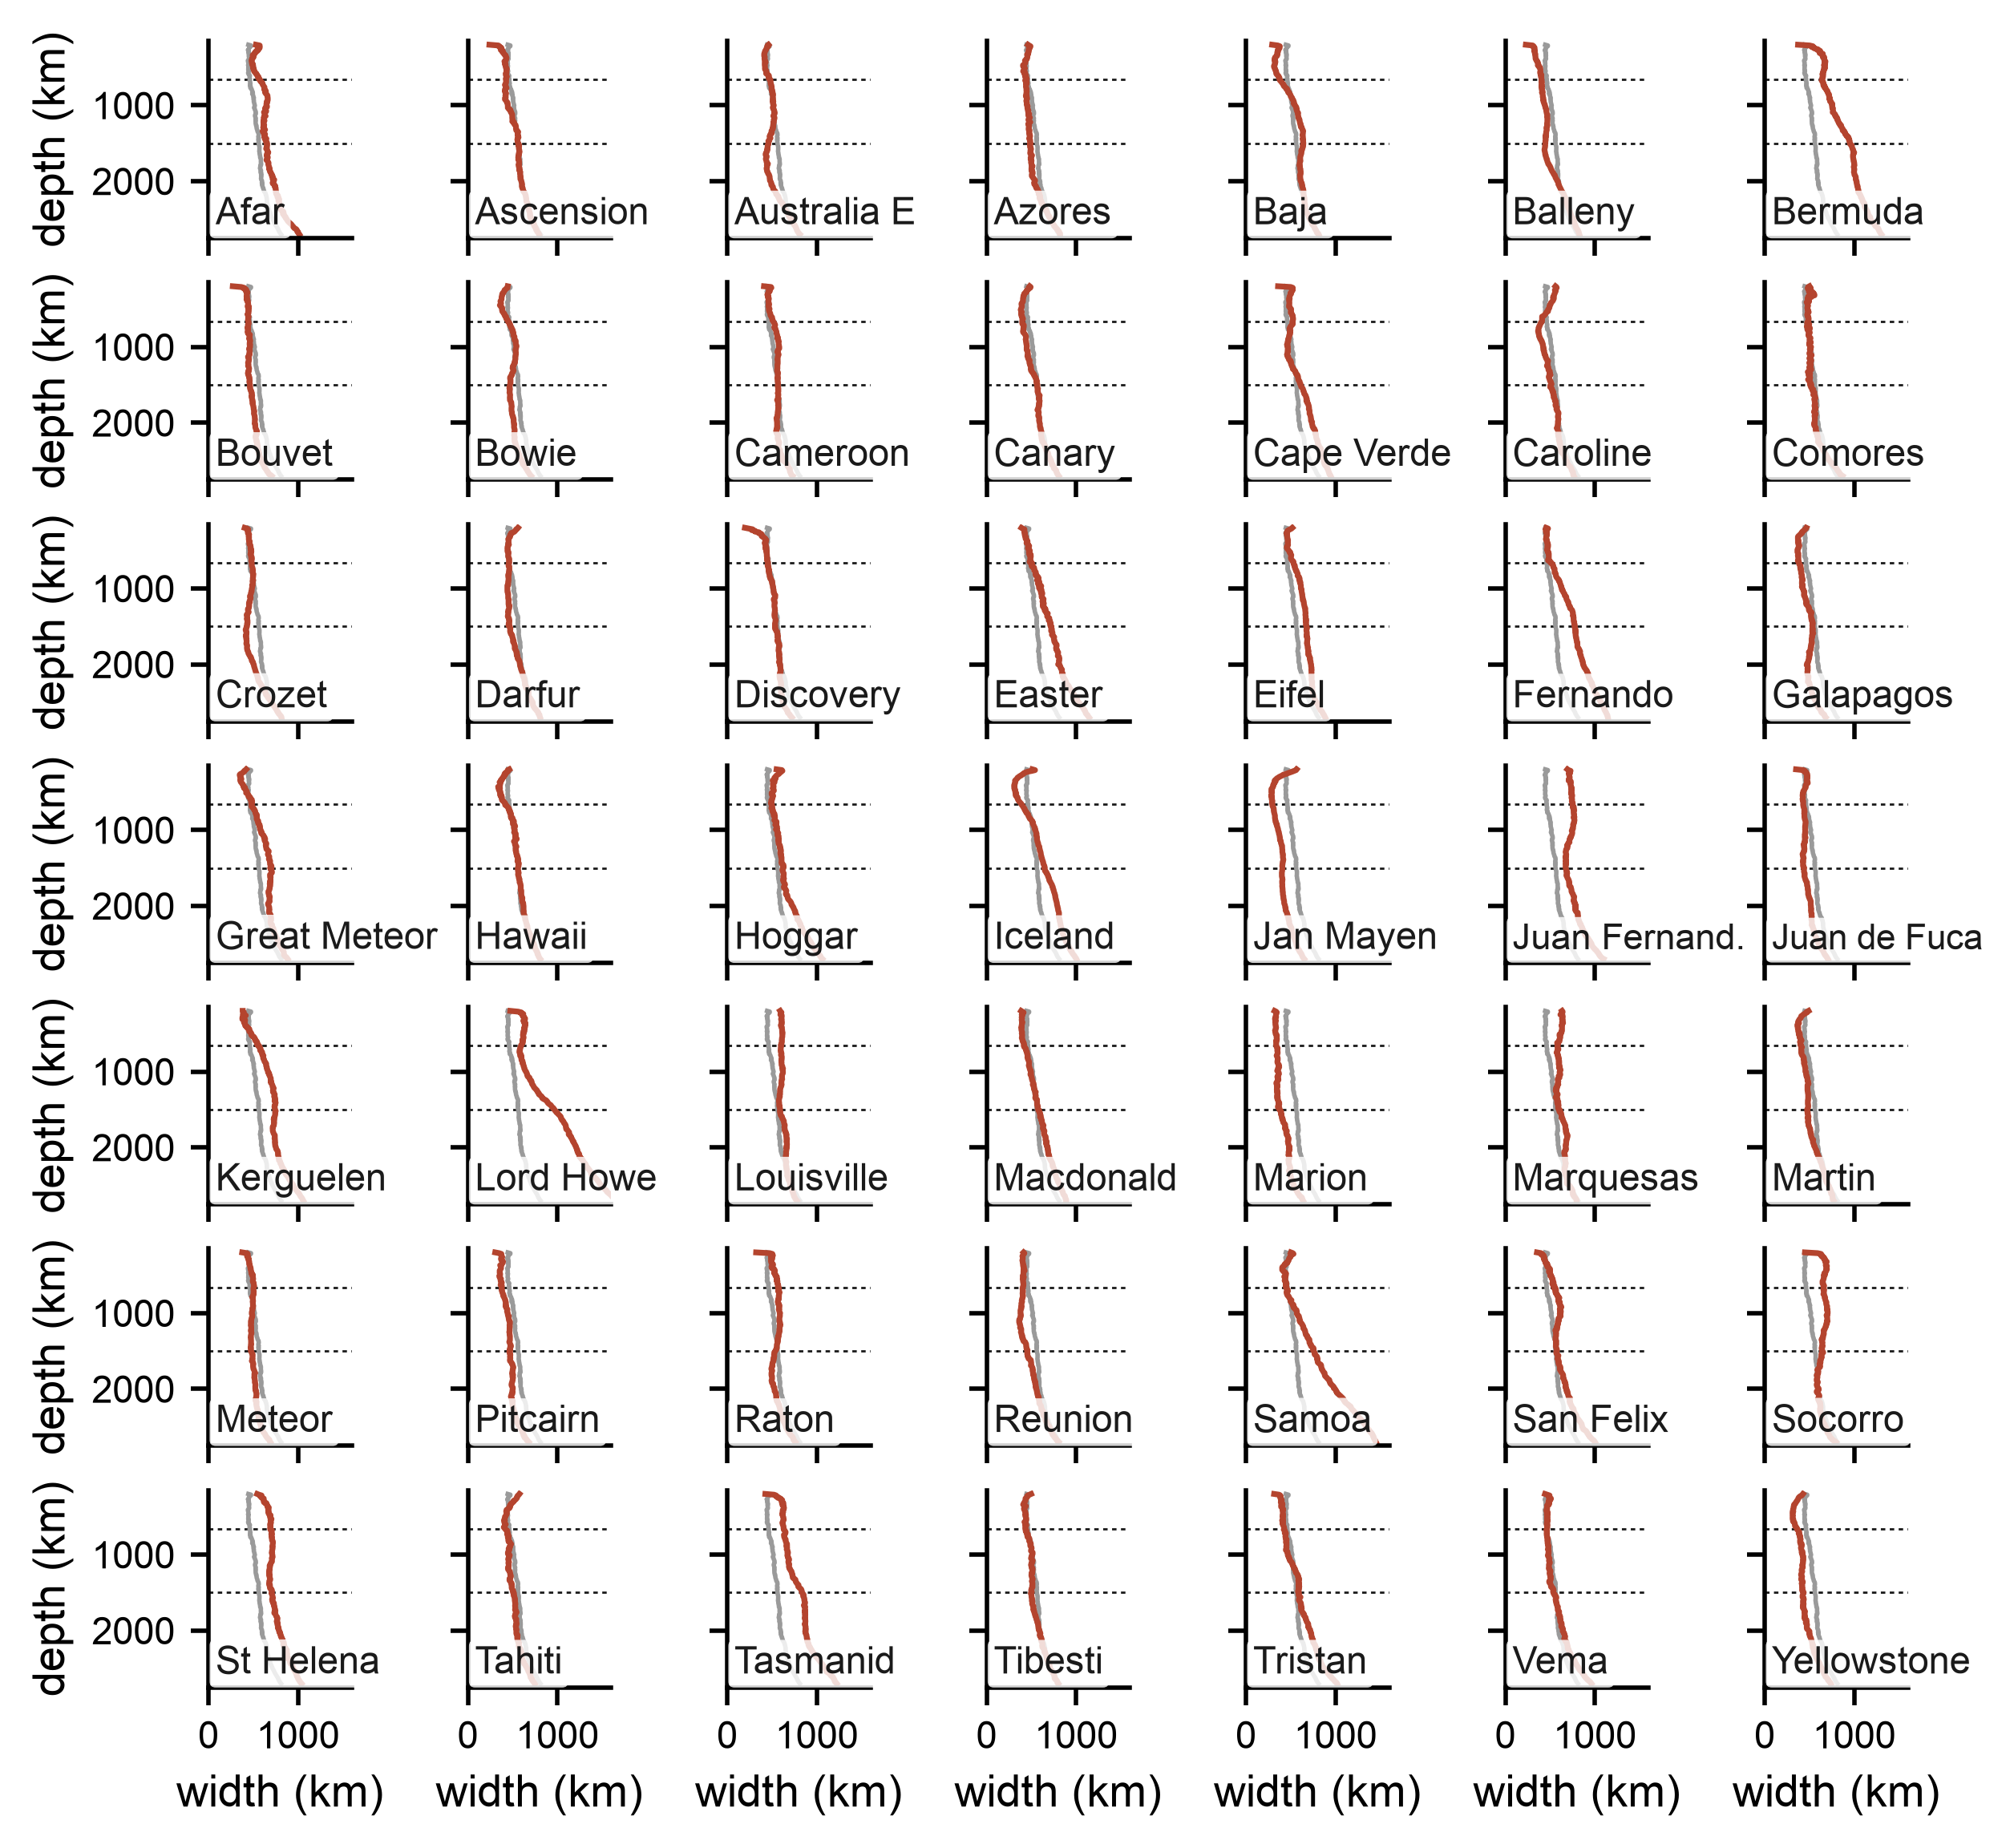 depth (km) 1000 2000 Afar Ascension Australia E Azores Baja Balleny Bermuda
depth (km) 1000 2000 Bouvet Bowie Cameroon Canary Cape Verde Caroline Comores
depth (km) 1000 2000 Crozet Darfur Discovery Easter Eifel Fernando Galapagos
depth (km) 1000 2000 Great Meteor Hawaii Hoggar Iceland Jan Mayen Juan Fernand. Juan de Fuca
depth (km) 1000 2000 Kerguelen Lord Howe Louisville Macdonald Marion Marquesas Martin
depth (km) 1000 2000 Meteor Pitcairn Raton Reunion Samoa San Felix Socorro
depth (km) 1000 2000 St Helena Tahiti Tasmanid Tibesti Tristan Vema Yellowstone
0 1000 0 1000 0 1000 0 1000 0 1000 0 1000 0 1000
width (km) width (km) width (km) width (km) width (km) width (km) width (km)